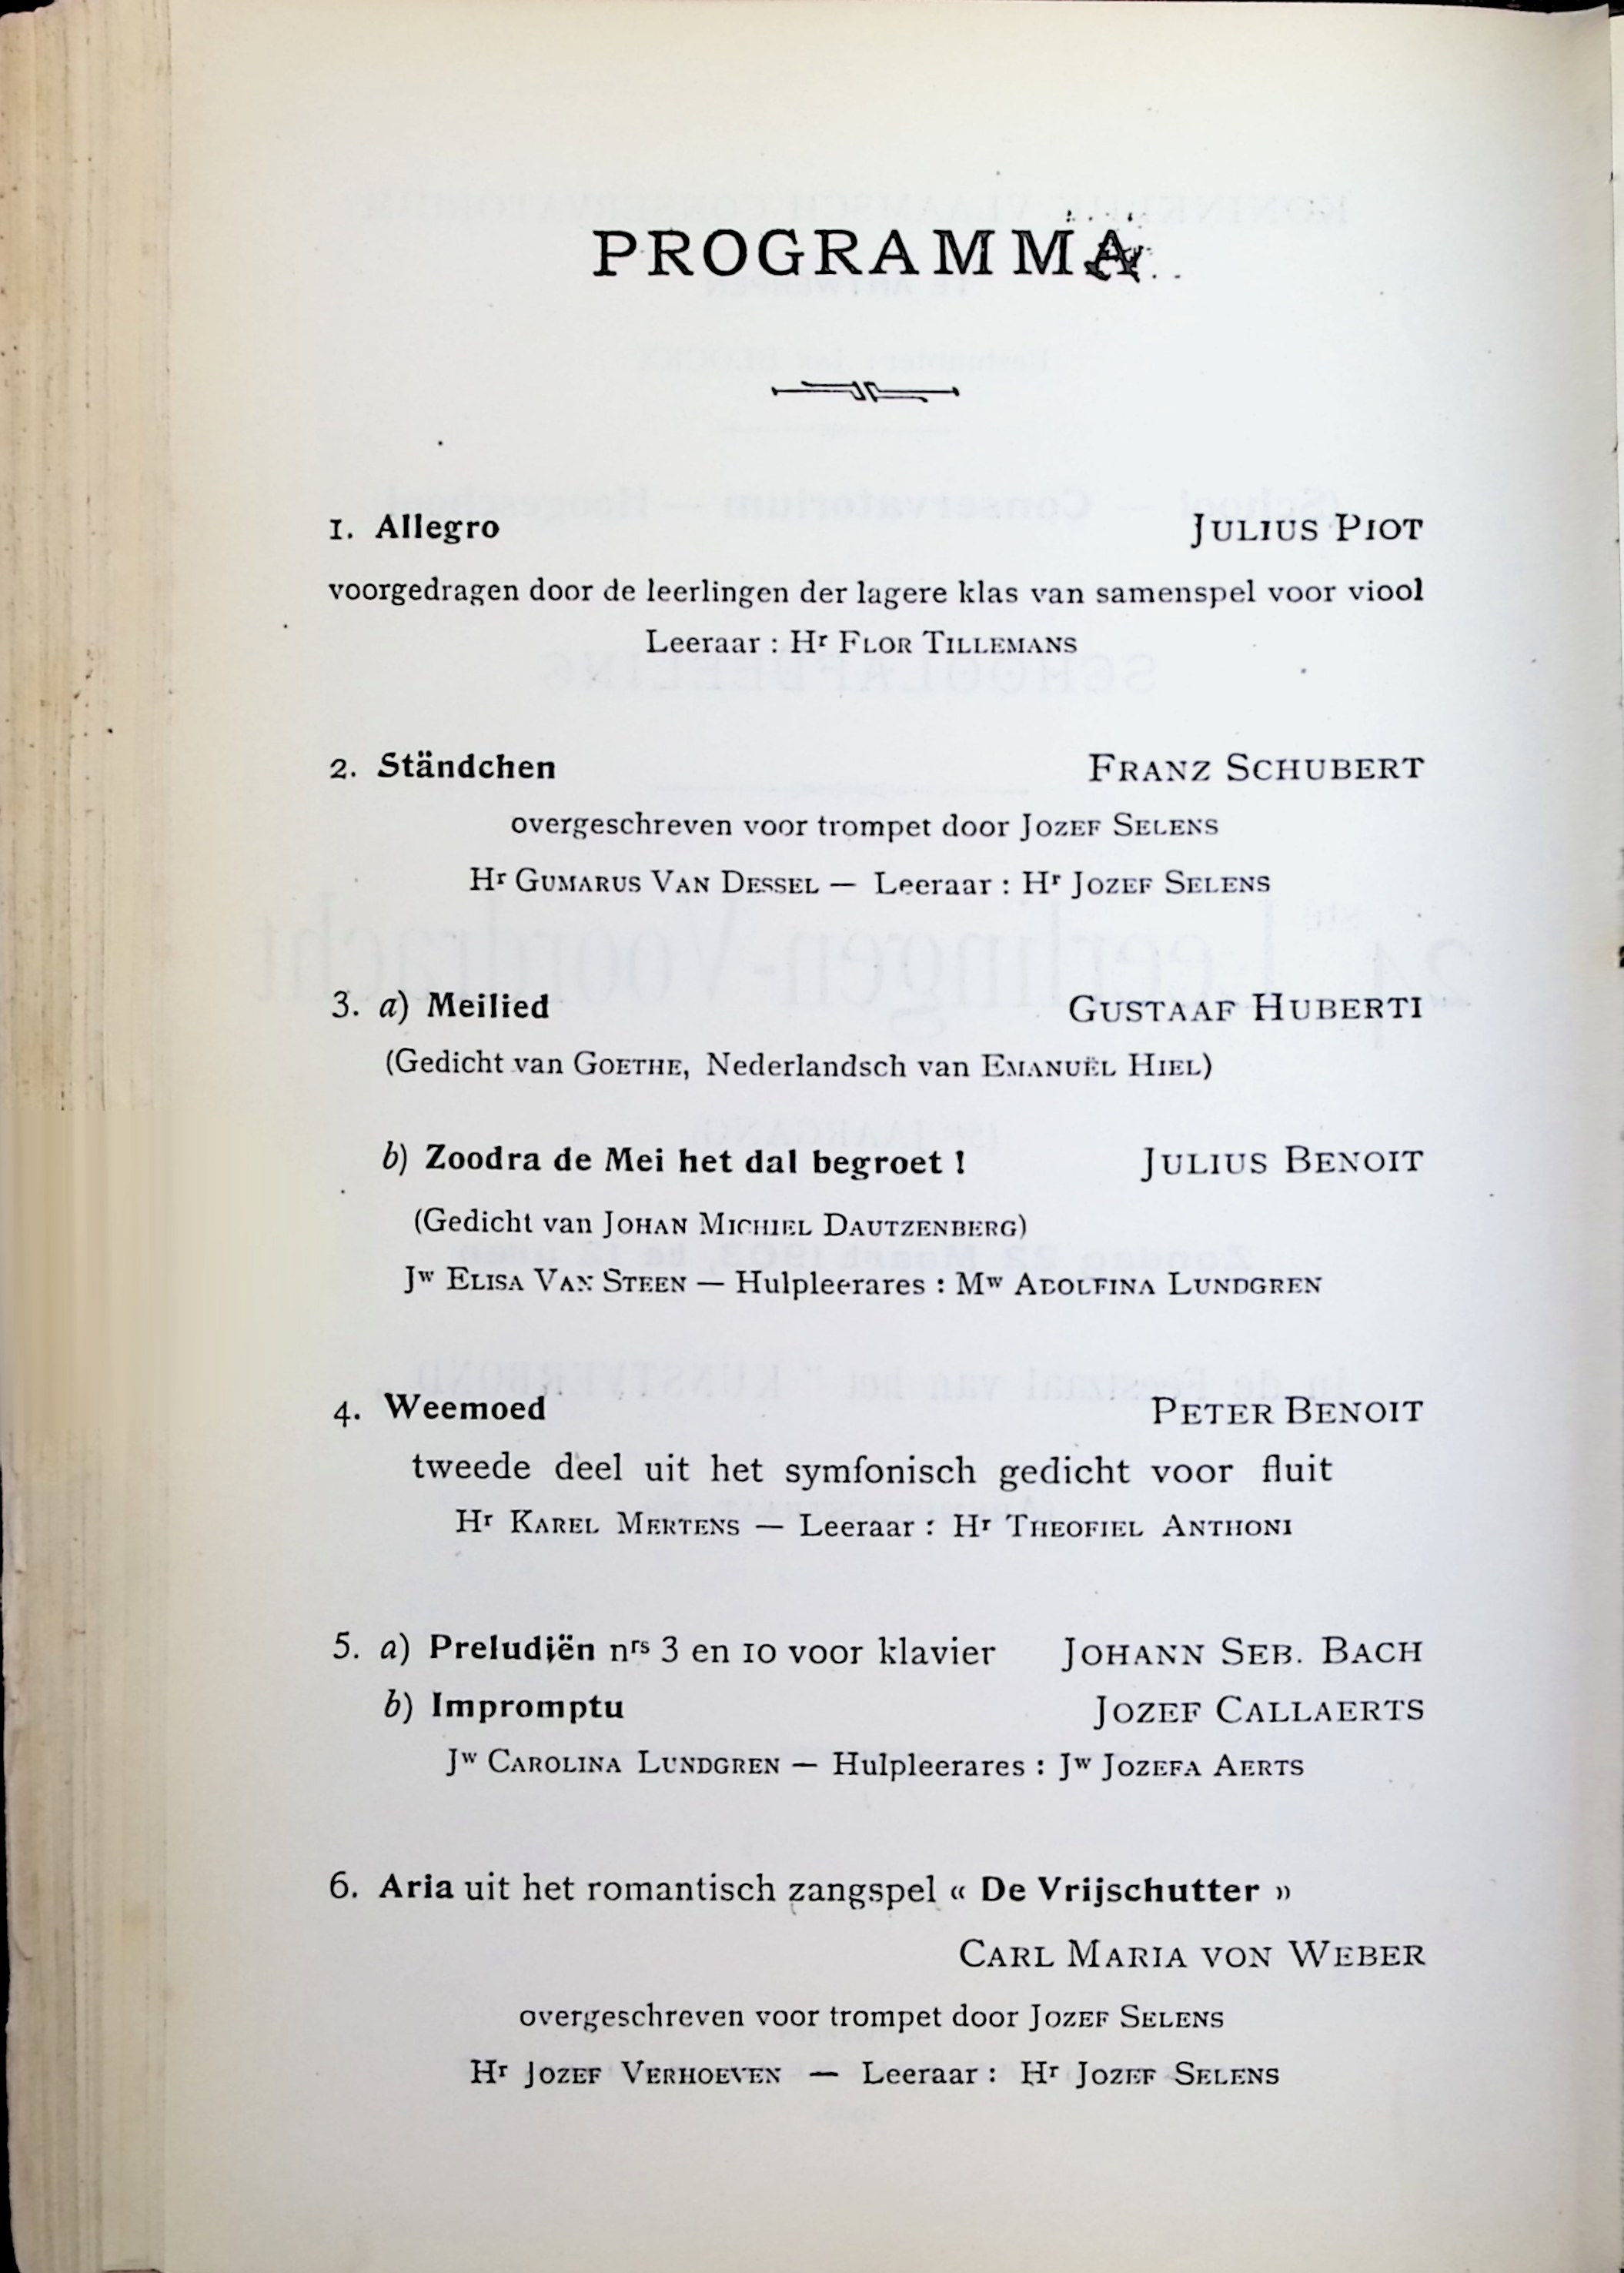 PROGRAMMA
1. Allegro JULIUS PIOT
voorgedragen door de leerlingen der lagere klas van samenspel voor viool
Leeraar : Hr FLOR TILLEMANS
2. Ständchen FRANZ SCHUBERT
overgeschreven voor trompet door JOZEF SELENS
Hr GUMARUS VAN DESSEL — Leeraar : Hr JOZEF SELENS
3. a) Meilied GUSTAAF HUBERTI
(Gedicht van GOETHE, Nederlandsch van EMANUËL HIEL)
b) Zoodra de Mei het dal begroet ! JULIUS BENOIT
(Gedicht van JOHAN MICHIEL DAUTZENBERG)
Jw ELISA VAN STEEN — Hulpleerares : Mw ADOLFINA LUNDGREN
4. Weemoed PETER BENOIT
tweede deel uit het symfonisch gedicht voor fluit
Hr KAREL MERTENS — Leeraar : Hr THEOFIEL ANTHONI
5. a) Preludiën nrs 3 en 10 voor klavier JOHANN SEB. BACH
b) Impromptu JOZEF CALLAERTS
Jw CAROLINA LUNDGREN — Hulpleerares : Jw JOZEFA AERTS
6. Aria uit het romantisch zangspel « De Vrijschutter »
CARL MARIA VON WEBER
overgeschreven voor trompet door JOZEF SELENS
Hr JOZEF VERHOEVEN — Leeraar : Hr JOZEF SELENS